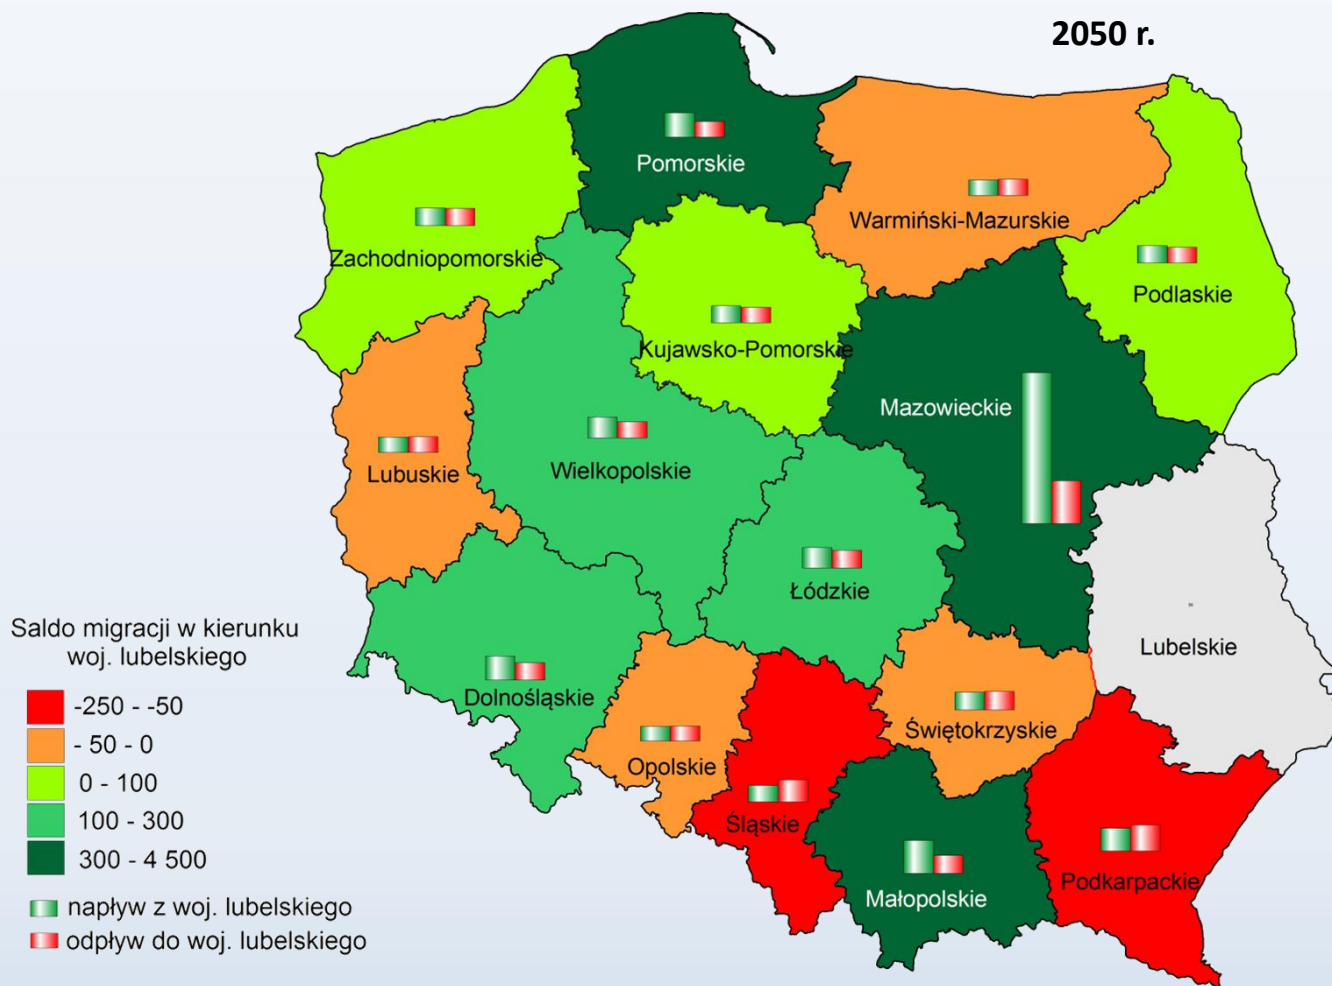 2050 r.
Pomorskie
Warmiński-Mazurskie
Zachodniopomorskie
Podlaskie
Kujawsko-Pomorskie
Mazowieckie
Lubuskie
Wielkopolskie
Łódzkie
Lubelskie
Dolnośląskie
Świętokrzyskie
Opolskie
Śląskie
Podkarpackie
Małopolskie
Saldo migracji w kierunku
woj. lubelskiego
-250 - -50
- 50 - 0
0 - 100
100 - 300
300 - 4 500
napływ z woj. lubelskiego
odpływ do woj. lubelskiego